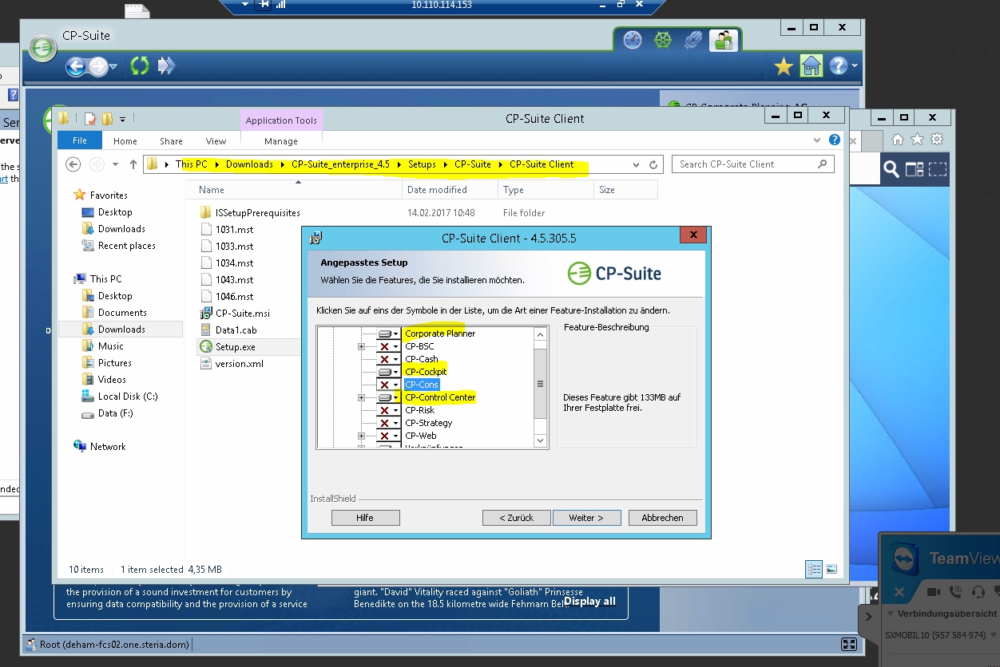 10.110.114.153
CP-Suite
CP Corporate Planning AG
Application Tools
CP-Suite Client
File
Home
Share
View
Manage
This PC
Downloads
CP-Suite_enterprise_4.5
Setups
CP-Suite
CP-Suite Client
Search CP-Suite Client
Name
Date modified
Type
Size
Favorites
Desktop
Downloads
Recent places
This PC
Desktop
Documents
Downloads
Music
Pictures
Videos
Local Disk (C:)
Data (F:)
Network
ISSetupPrerequisites
14.02.2017 10:48
File folder
1031.mst
1033.mst
1034.mst
1043.mst
1046.mst
CP-Suite.msi
Data1.cab
Setup.exe
version.xml
CP-Suite Client - 4.5.305.5
Angepasstes Setup
Wählen Sie die Features, die Sie installieren möchten.
CP-Suite
Klicken Sie auf eins der Symbole in der Liste, um die Art einer Feature-Installation zu ändern.
Corporate Planner
CP-BSC
CP-Cash
CP-Cockpit
CP-Cons
CP-Control Center
CP-Risk
CP-Strategy
CP-Web
Verknüpfungen
Feature-Beschreibung
Dieses Feature gibt 133MB auf
Ihrer Festplatte frei.
InstallShield
Hilfe
< Zurück
Weiter >
Abbrechen
10 items
1 item selected 4,35 MB
the provision of a sound investment for customers by
ensuring data compatibility and the provision of a service
giant. "David" Vitality raced against "Goliath" Prinsesse
Benedikte on the 18.5 kilometre wide Fehmarn Bel
Display all
Root (deham-fcs02.one.steria.dom)
TeamView
Verbindungsübersicht
SXMOBIL10 (957 584 974)
Ser
erve
the s
rt th
nded
D